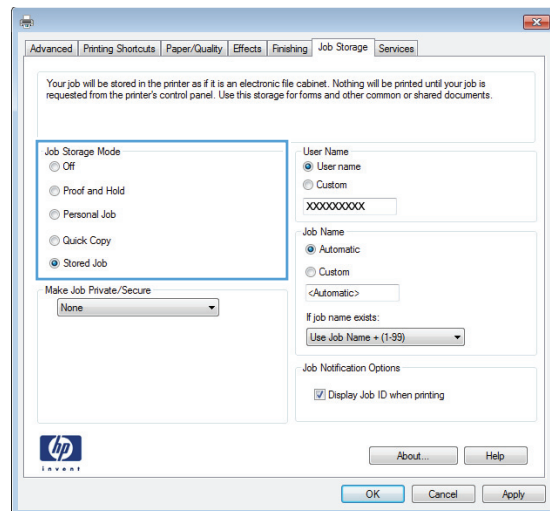 Advanced Printing Shortcuts Paper/Quality Effects Finishing Job Storage Services
Your job will be stored in the printer as if it is an electronic file cabinet. Nothing will be printed until your job is
requested from the printer's control panel. Use this storage for forms and other common or shared documents.
Job Storage Mode
Off
Proof and Hold
Personal Job
Quick Copy
Stored Job
Make Job Private/Secure
None
User Name
User name
Custom
XXXXXXXXX
Job Name
Automatic
Custom
<Automatic>
If job name exists:
Use Job Name + (1-99)
Job Notification Options
Display Job ID when printing
hp
invent
About... Help
OK Cancel Apply